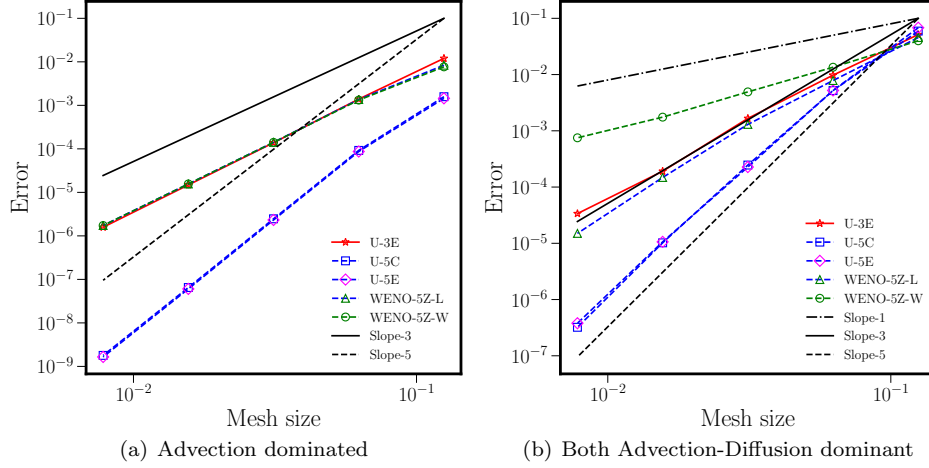 10⁻¹
10⁻²
10⁻³
10⁻⁴
10⁻⁵
10⁻⁶
10⁻⁷
10⁻⁸
10⁻⁹
Error
U-3E
U-5C
U-5E
WENO-5Z-L
WENO-5Z-W
Slope-3
Slope-5
10⁻²
10⁻¹
Mesh size
(a) Advection dominated
10⁻¹
10⁻²
10⁻³
10⁻⁴
10⁻⁵
10⁻⁶
10⁻⁷
Error
U-3E
U-5C
U-5E
WENO-5Z-L
WENO-5Z-W
Slope-1
Slope-3
Slope-5
10⁻²
10⁻¹
Mesh size
(b) Both Advection-Diffusion dominant